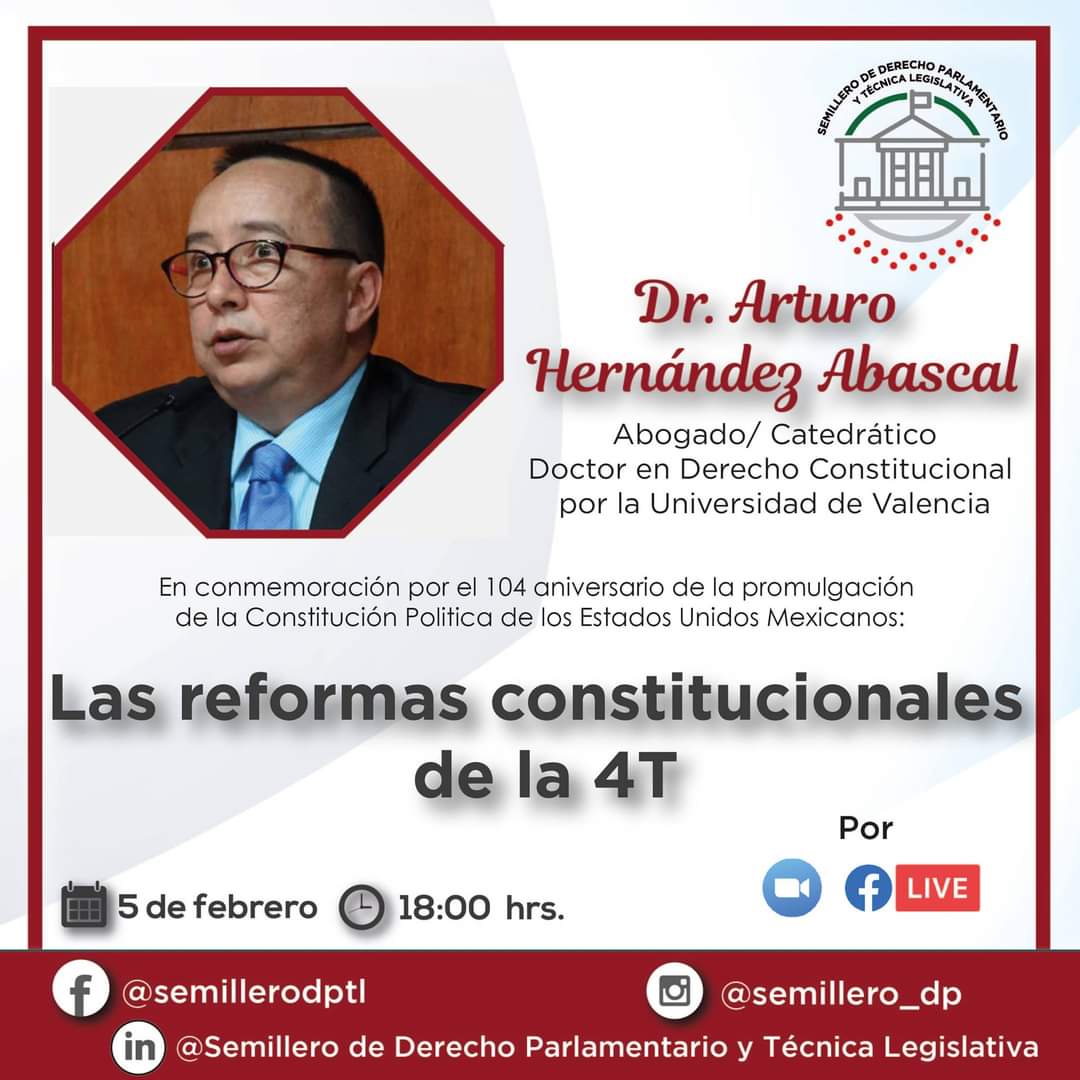 SEMILLERO DE DERECHO PARLAMENTARIO
Y TÉCNICA LEGISLATIVA
Dr. Arturo
Hernández Abascal
Abogado/ Catedrático
Doctor en Derecho Constitucional
por la Universidad de Valencia
En conmemoración por el 104 aniversario de la promulgación
de la Constitución Politica de los Estados Unidos Mexicanos:
Las reformas constitucionales
de la 4T
Por
LIVE
5 de febrero 18:00 hrs.
@semillerodptl @semillero_dp
in @Semillero de Derecho Parlamentario y Técnica Legislativa